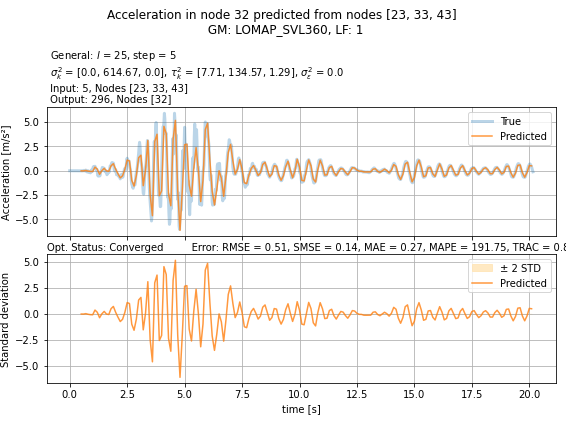 Acceleration in node 32 predicted from nodes [23, 33, 43]
GM: LOMAP_SVL360, LF: 1
General: l = 25, step = 5
σ²ₖ = [0.0, 614.67, 0.0], τ²ₖ = [7.71, 134.57, 1.29], σ²ε = 0.0
Input: 5, Nodes [23, 33, 43]
Output: 296, Nodes [32]
Acceleration [m/s²]
5.0
2.5
0.0
−2.5
−5.0
True
Predicted
Opt. Status: Converged Error: RMSE = 0.51, SMSE = 0.14, MAE = 0.27, MAPE = 191.75, TRAC = 0.8
Standard deviation
5.0
2.5
0.0
−2.5
−5.0
± 2 STD
Predicted
0.0 2.5 5.0 7.5 10.0 12.5 15.0 17.5 20.0
time [s]